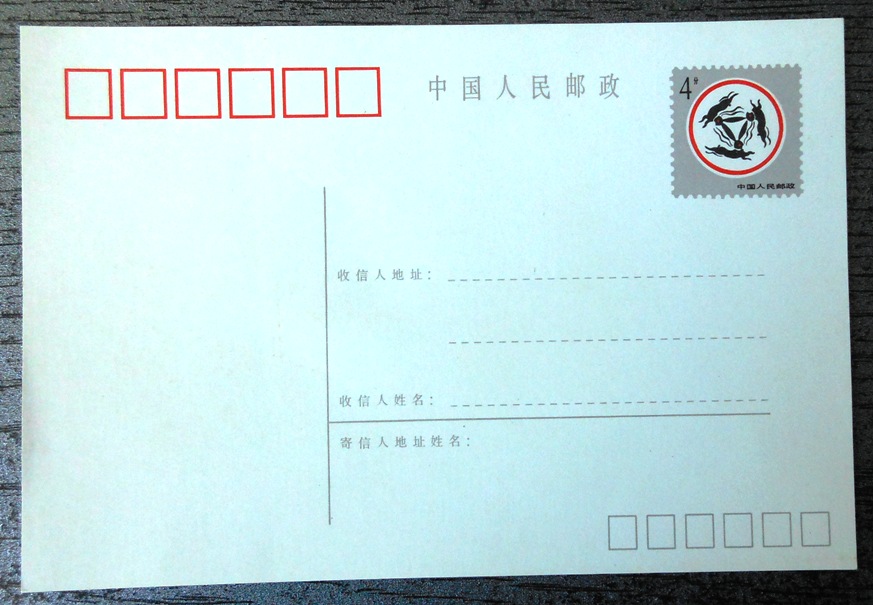 中国人民邮政
4分
中国人民邮政
收信人地址：
收信人姓名：
寄信人地址姓名：